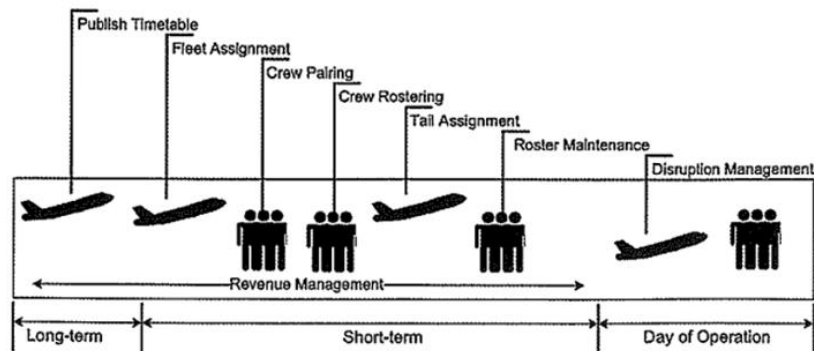 Publish Timetable
Fleet Assignment
Crew Pairing
Crew Rostering
Tail Assignment
Roster Maintenance
Disruption Management
Revenue Management
Long-term
Short-term
Day of Operation